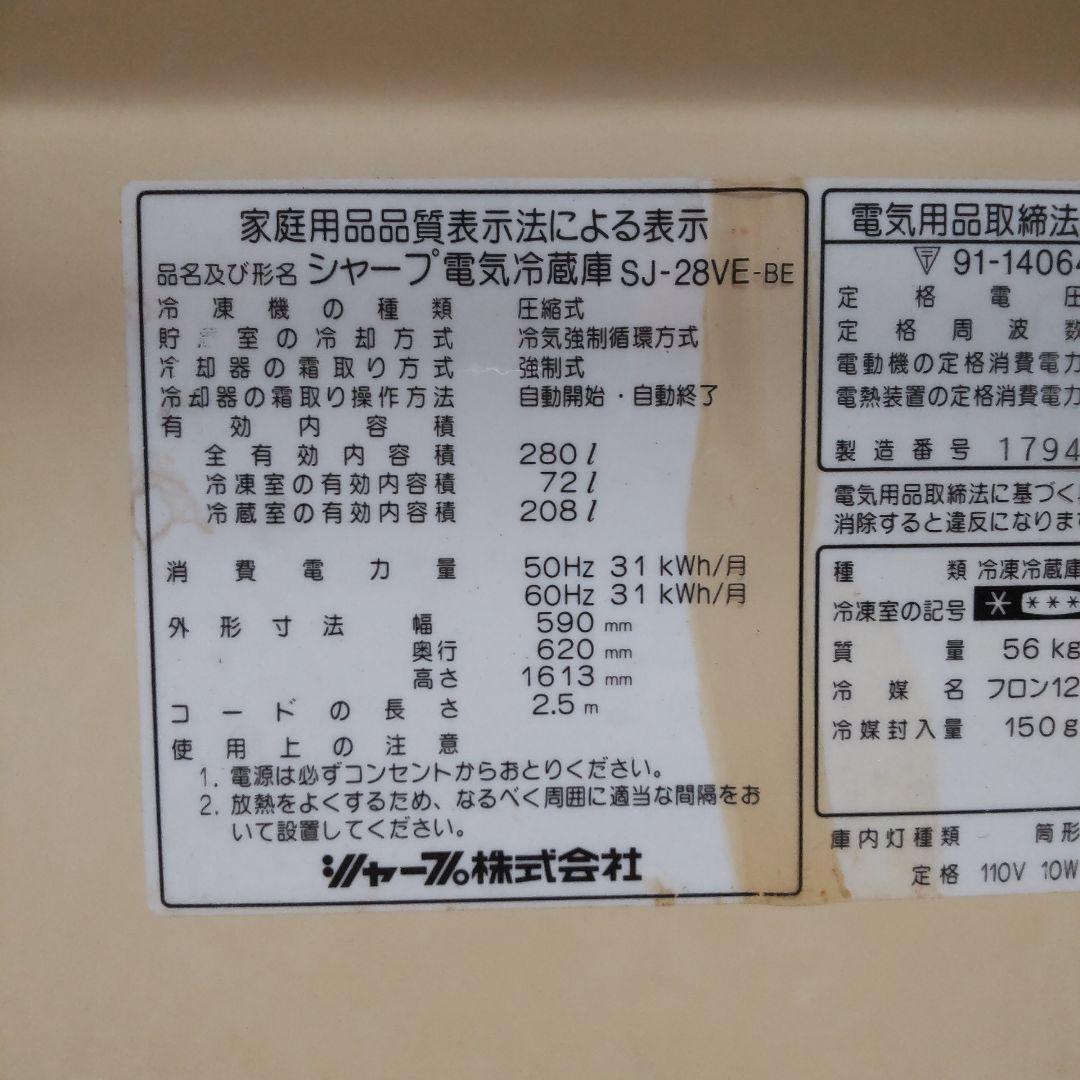 家庭用品品質表示法による表示
品名及び形名 シャープ電気冷蔵庫 SJ-28VE-BE
冷凍機の種類 圧縮式
貯蔵室の冷却方式 冷気強制循環方式
冷却器の霜取り方式 強制式
冷却器の霜取り操作方法 自動開始・自動終了
有効内容積
全有効内容積 280ℓ
冷凍室の有効内容積 72ℓ
冷蔵室の有効内容積 208ℓ
消費電力量 50Hz 31 kWh/月
60Hz 31 kWh/月
外形寸法 幅 590 mm
奥行 620 mm
高さ 1613 mm
コードの長さ 2.5 m
使用上の注意
1. 電源は必ずコンセントからおとりください。
2. 放熱をよくするため、なるべく周囲に適当な間隔をお
いて設置してください。
シャープ株式会社
電気用品取締法
〒 91-14064
定格電圧
定格周波数
電動機の定格消費電力
電熱装置の定格消費電力
製造番号 1794
電気用品取締法に基づく
消除すると違反になりま
種類 冷凍冷蔵庫
冷凍室の記号 * ***
質量 56 kg
冷媒名 フロン12
冷媒封入量 150g
庫内灯種類 筒形
定格 110V 10W